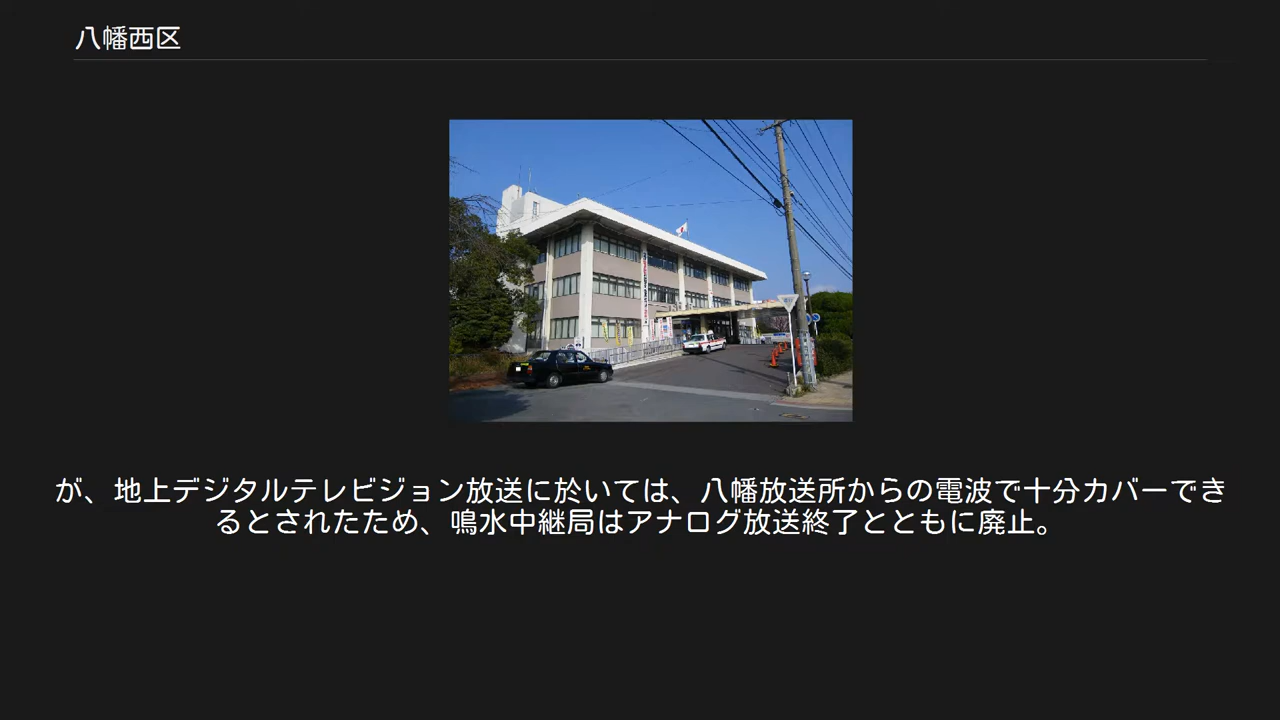 八幡西区
が、地上デジタルテレビジョン放送に於いては、八幡放送所からの電波で十分カバーでき
るとされたため、鳴水中継局はアナログ放送終了とともに廃止。